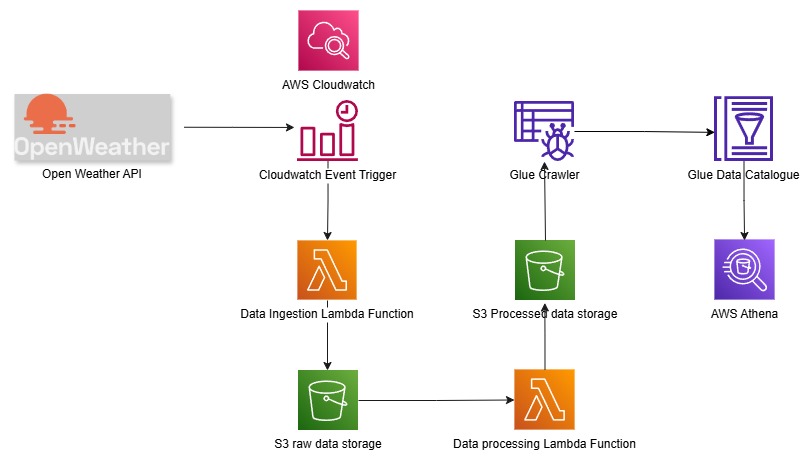 AWS Cloudwatch
OpenWeather
Open Weather API
Cloudwatch Event Trigger
Glue Crawler
Glue Data Catalogue
Data Ingestion Lambda Function
S3 Processed data storage
AWS Athena
S3 raw data storage
Data processing Lambda Function